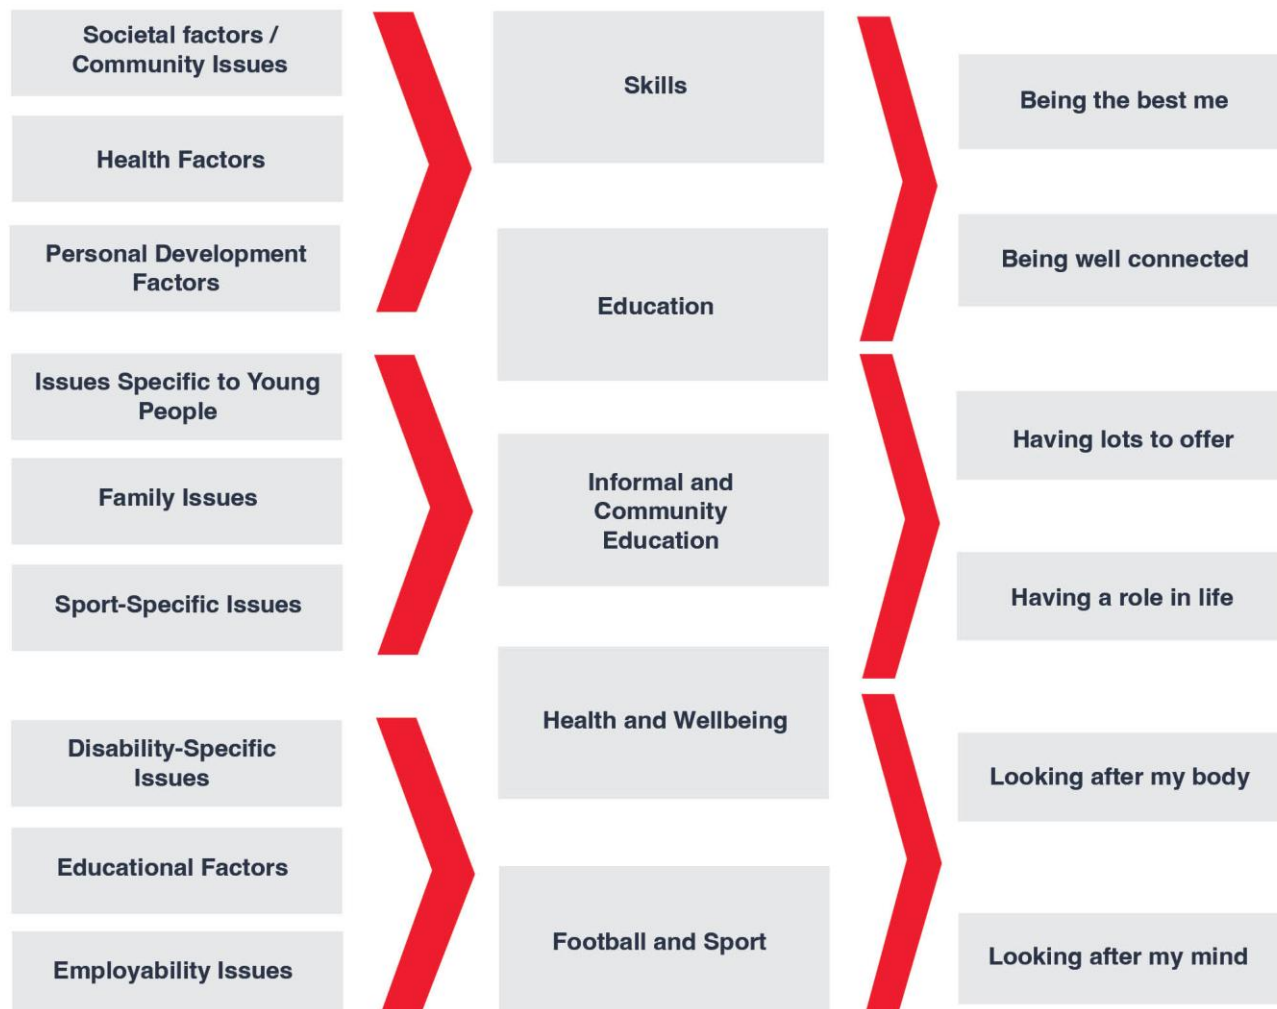 Societal factors /
Community Issues
Health Factors
Personal Development
Factors
Issues Specific to Young
People
Family Issues
Sport-Specific Issues
Disability-Specific
Issues
Educational Factors
Employability Issues
Skills
Education
Informal and
Community
Education
Health and Wellbeing
Football and Sport
Being the best me
Being well connected
Having lots to offer
Having a role in life
Looking after my body
Looking after my mind